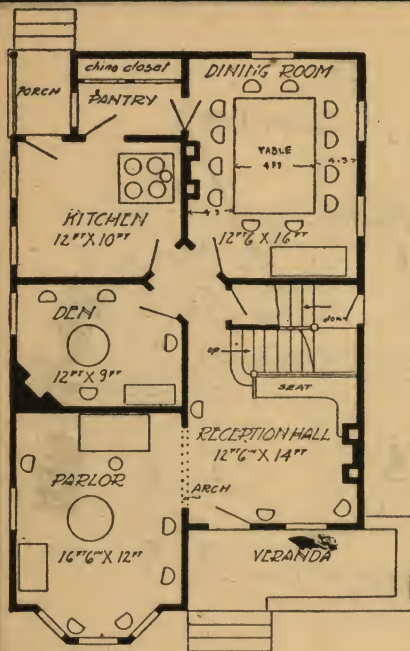 china closet
DINING ROOM
PORCH
PANTRY
TABLE
4 FT
4.3
4.3
KITCHEN
12 FT X 10 FT
12 FT 6 X 16 FT
DEN
down
UP
12 FT X 9 FT
SEAT
RECEPTION HALL
12 FT 6 IN X 14 FT
PARLOR
ARCH
16 FT 6 IN X 12 FT
VERANDA